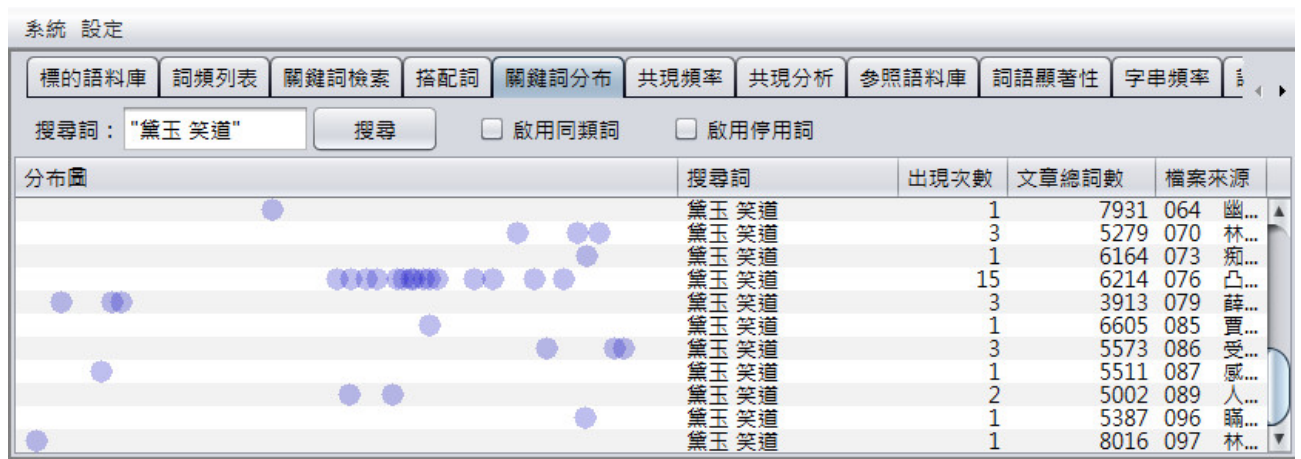 系統 設定
標的語料庫 詞頻列表 關鍵詞檢索 搭配詞 關鍵詞分布 共現頻率 共現分析 參照語料庫 詞語顯著性 字串頻率
搜尋詞： "黛玉 笑道" 搜尋 啟用同類詞 啟用停用詞
分布圖 搜尋詞 出現次數 文章總詞數 檔案來源
黛玉 笑道 1 7931 064 幽...
黛玉 笑道 3 5279 070 林...
黛玉 笑道 1 6164 073 痴...
黛玉 笑道 15 6214 076 凸...
黛玉 笑道 3 3913 079 薛...
黛玉 笑道 1 6605 085 賈...
黛玉 笑道 3 5573 086 受...
黛玉 笑道 1 5511 087 感...
黛玉 笑道 2 5002 089 人...
黛玉 笑道 1 5387 096 瞞...
黛玉 笑道 1 8016 097 林...